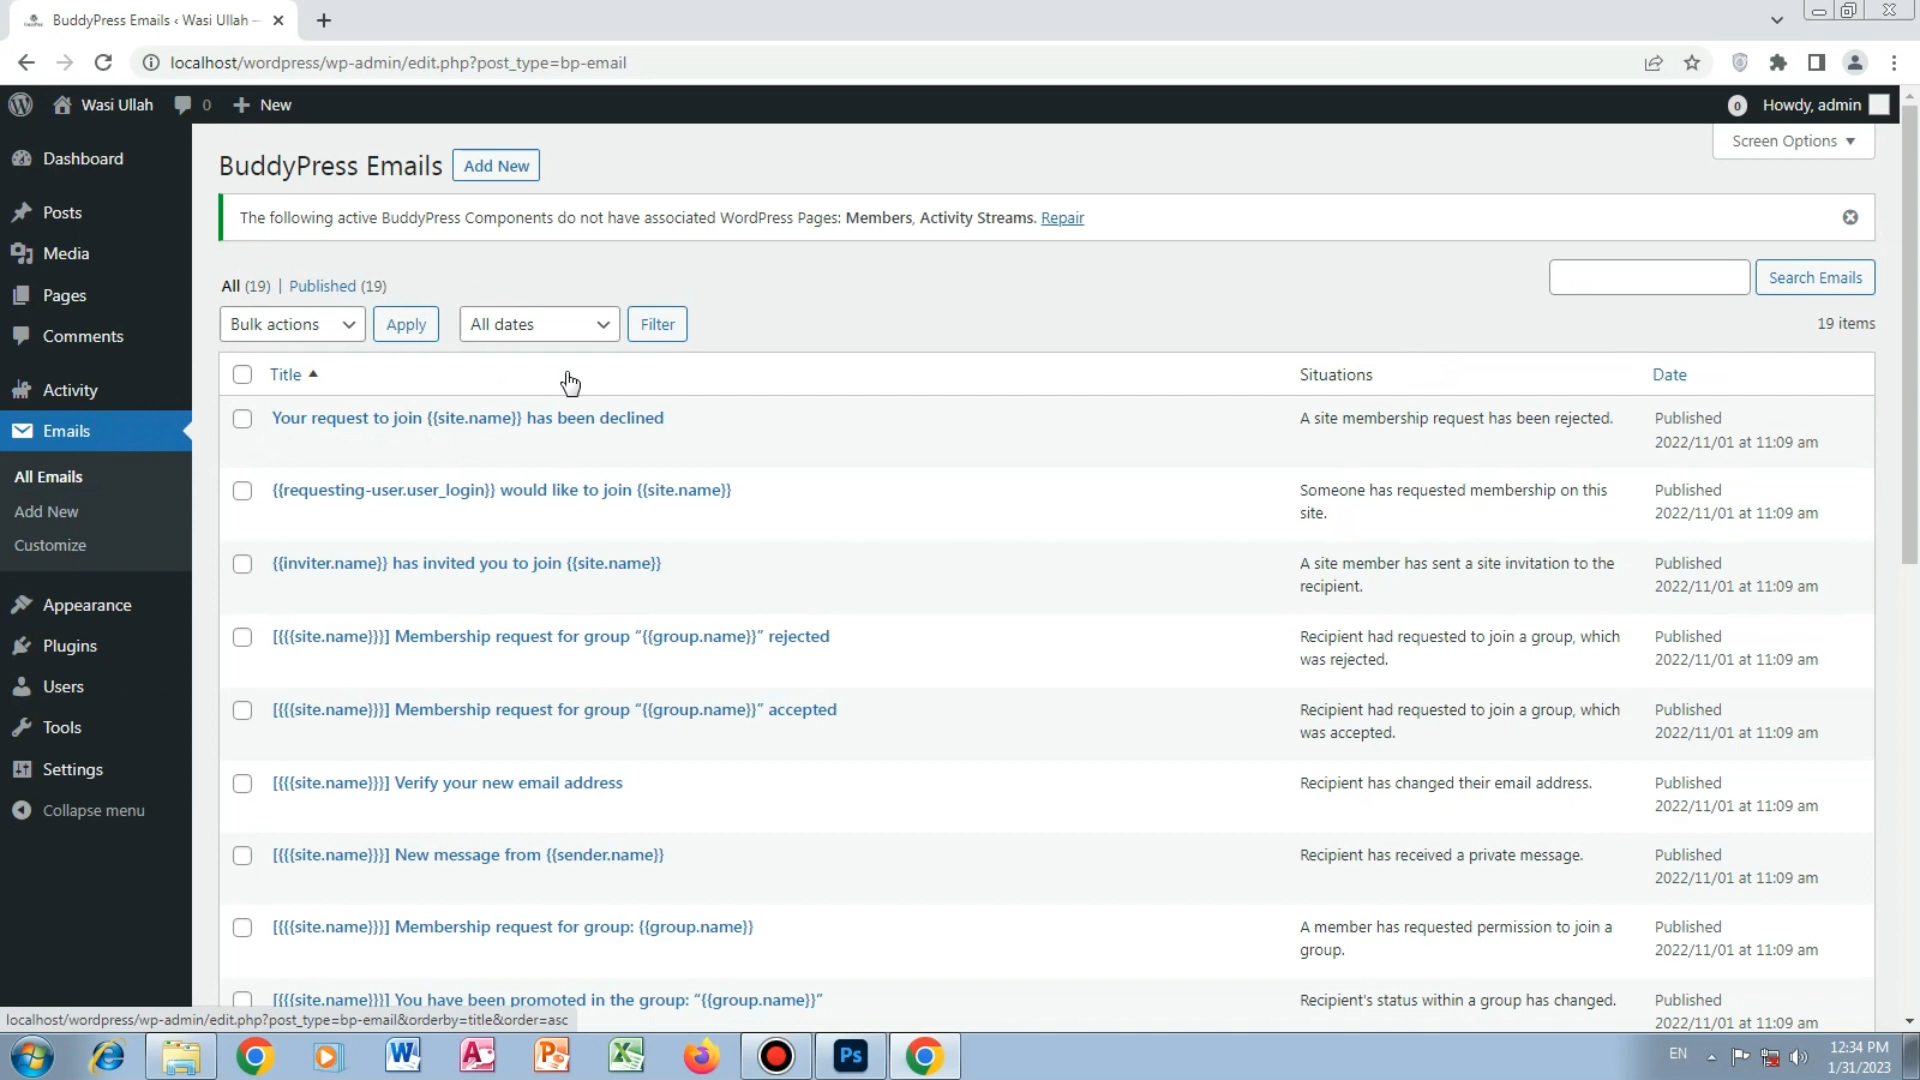 BuddyPress Emails ‹ Wasi Ullah —
localhost/wordpress/wp-admin/edit.php?post_type=bp-email
Wasi Ullah 0 New
0 Howdy, admin
Screen Options
Dashboard
Posts
Media
Pages
Comments
Activity
Emails
All Emails
Add New
Customize
Appearance
Plugins
Users
Tools
Settings
Collapse menu
BuddyPress Emails Add New
The following active BuddyPress Components do not have associated WordPress Pages: Members, Activity Streams. Repair
All (19) | Published (19)
Search Emails
Bulk actions Apply All dates Filter
19 items
Title Situations Date
Your request to join {{site.name}} has been declined
A site membership request has been rejected.
Published
2022/11/01 at 11:09 am
{{requesting-user.user_login}} would like to join {{site.name}}
Someone has requested membership on this
site.
Published
2022/11/01 at 11:09 am
{{inviter.name}} has invited you to join {{site.name}}
A site member has sent a site invitation to the
recipient.
Published
2022/11/01 at 11:09 am
[{{{site.name}}}] Membership request for group “{{group.name}}” rejected
Recipient had requested to join a group, which
was rejected.
Published
2022/11/01 at 11:09 am
[{{{site.name}}}] Membership request for group “{{group.name}}” accepted
Recipient had requested to join a group, which
was accepted.
Published
2022/11/01 at 11:09 am
[{{{site.name}}}] Verify your new email address
Recipient has changed their email address.
Published
2022/11/01 at 11:09 am
[{{{site.name}}}] New message from {{sender.name}}
Recipient has received a private message.
Published
2022/11/01 at 11:09 am
[{{{site.name}}}] Membership request for group: {{group.name}}
A member has requested permission to join a
group.
Published
2022/11/01 at 11:09 am
[{{{site.name}}}] You have been promoted in the group: “{{group.name}}”
Recipient's status within a group has changed.
Published
2022/11/01 at 11:09 am
localhost/wordpress/wp-admin/edit.php?post_type=bp-email&orderby=title&order=asc
Ps
EN
12:34 PM
1/31/2023